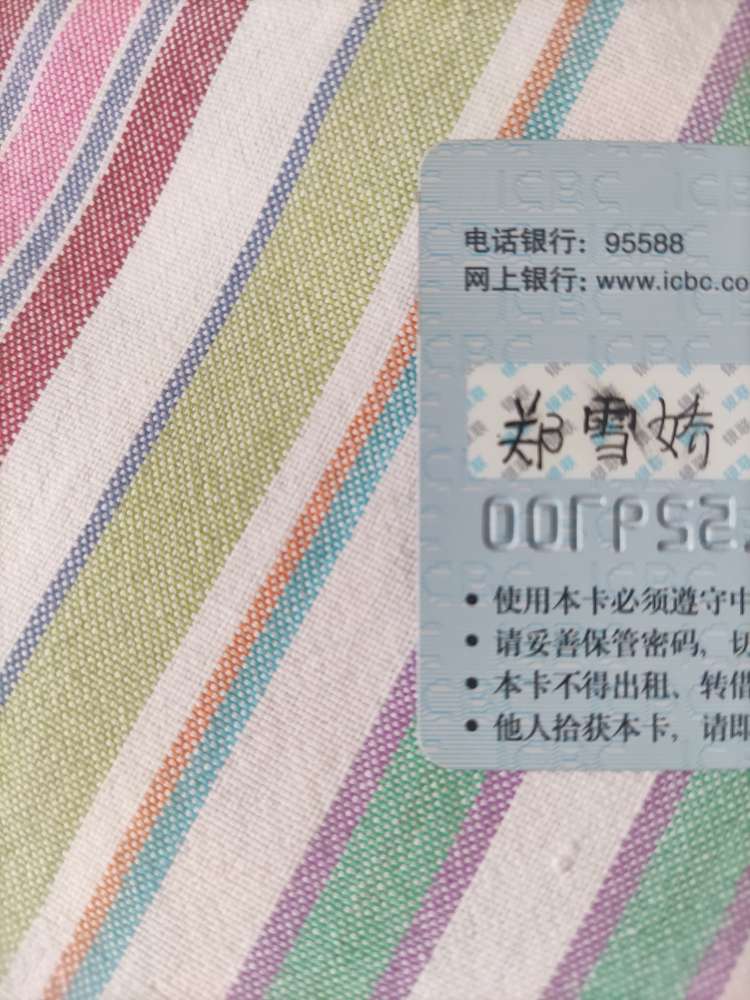 电话银行: 95588
网上银行: www.icbc.co
郑雪娇
使用本卡必须遵守中
请妥善保管密码, 切
本卡不得出租、转借
他人拾获本卡, 请即